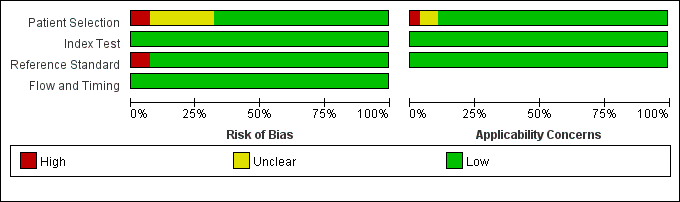 Patient Selection
Index Test
Reference Standard
Flow and Timing
0% 25% 50% 75% 100% 0% 25% 50% 75% 100%
Risk of Bias Applicability Concerns
High Unclear Low